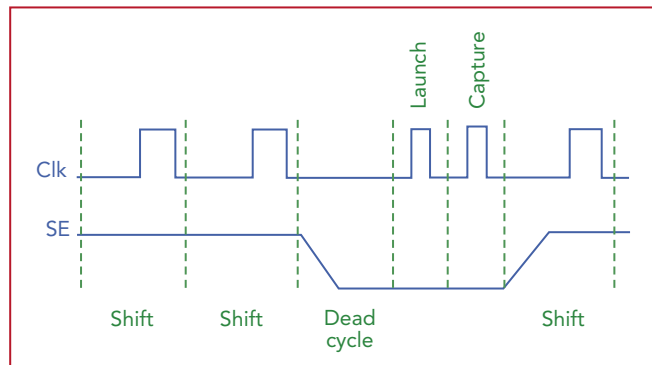 Launch
Capture
Clk
SE
Shift
Shift
Dead
cycle
Shift